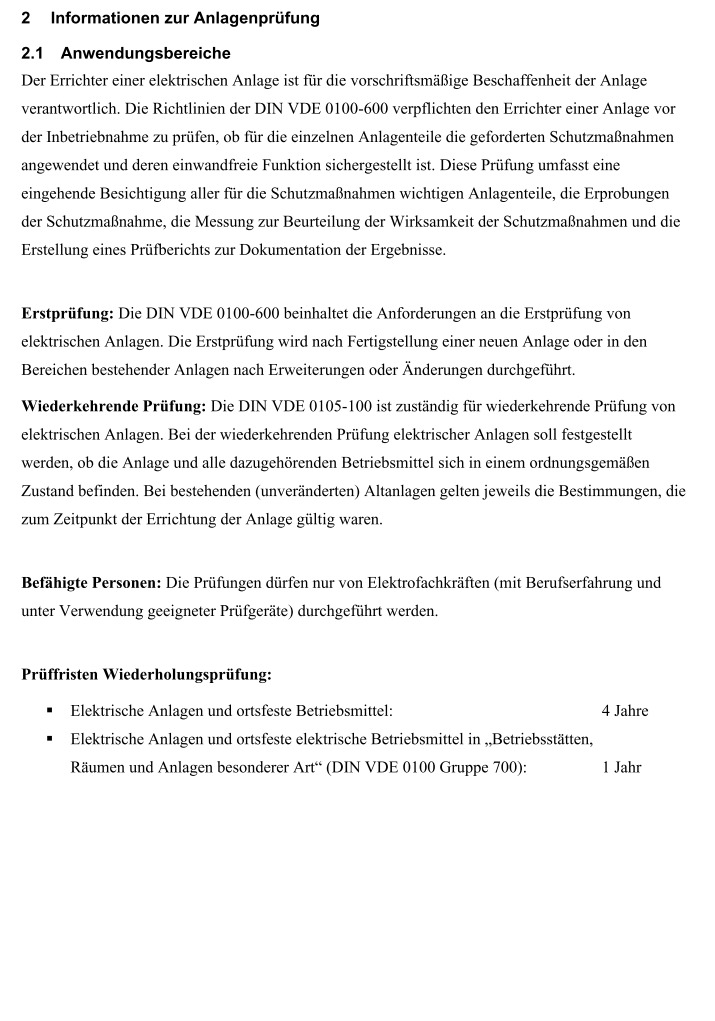 2 Informationen zur Anlagenprüfung
2.1 Anwendungsbereiche
Der Errichter einer elektrischen Anlage ist für die vorschriftsmäßige Beschaffenheit der Anlage
verantwortlich. Die Richtlinien der DIN VDE 0100-600 verpflichten den Errichter einer Anlage vor
der Inbetriebnahme zu prüfen, ob für die einzelnen Anlagenteile die geforderten Schutzmaßnahmen
angewendet und deren einwandfreie Funktion sichergestellt ist. Diese Prüfung umfasst eine
eingehende Besichtigung aller für die Schutzmaßnahmen wichtigen Anlagenteile, die Erprobungen
der Schutzmaßnahme, die Messung zur Beurteilung der Wirksamkeit der Schutzmaßnahmen und die
Erstellung eines Prüfberichts zur Dokumentation der Ergebnisse.
Erstprüfung: Die DIN VDE 0100-600 beinhaltet die Anforderungen an die Erstprüfung von
elektrischen Anlagen. Die Erstprüfung wird nach Fertigstellung einer neuen Anlage oder in den
Bereichen bestehender Anlagen nach Erweiterungen oder Änderungen durchgeführt.
Wiederkehrende Prüfung: Die DIN VDE 0105-100 ist zuständig für wiederkehrende Prüfung von
elektrischen Anlagen. Bei der wiederkehrenden Prüfung elektrischer Anlagen soll festgestellt
werden, ob die Anlage und alle dazugehörenden Betriebsmittel sich in einem ordnungsgemäßen
Zustand befinden. Bei bestehenden (unveränderten) Altanlagen gelten jeweils die Bestimmungen, die
zum Zeitpunkt der Errichtung der Anlage gültig waren.
Befähigte Personen: Die Prüfungen dürfen nur von Elektrofachkräften (mit Berufserfahrung und
unter Verwendung geeigneter Prüfgeräte) durchgeführt werden.
Prüffristen Wiederholungsprüfung:
▪ Elektrische Anlagen und ortsfeste Betriebsmittel: 4 Jahre
▪ Elektrische Anlagen und ortsfeste elektrische Betriebsmittel in „Betriebsstätten,
Räumen und Anlagen besonderer Art“ (DIN VDE 0100 Gruppe 700): 1 Jahr